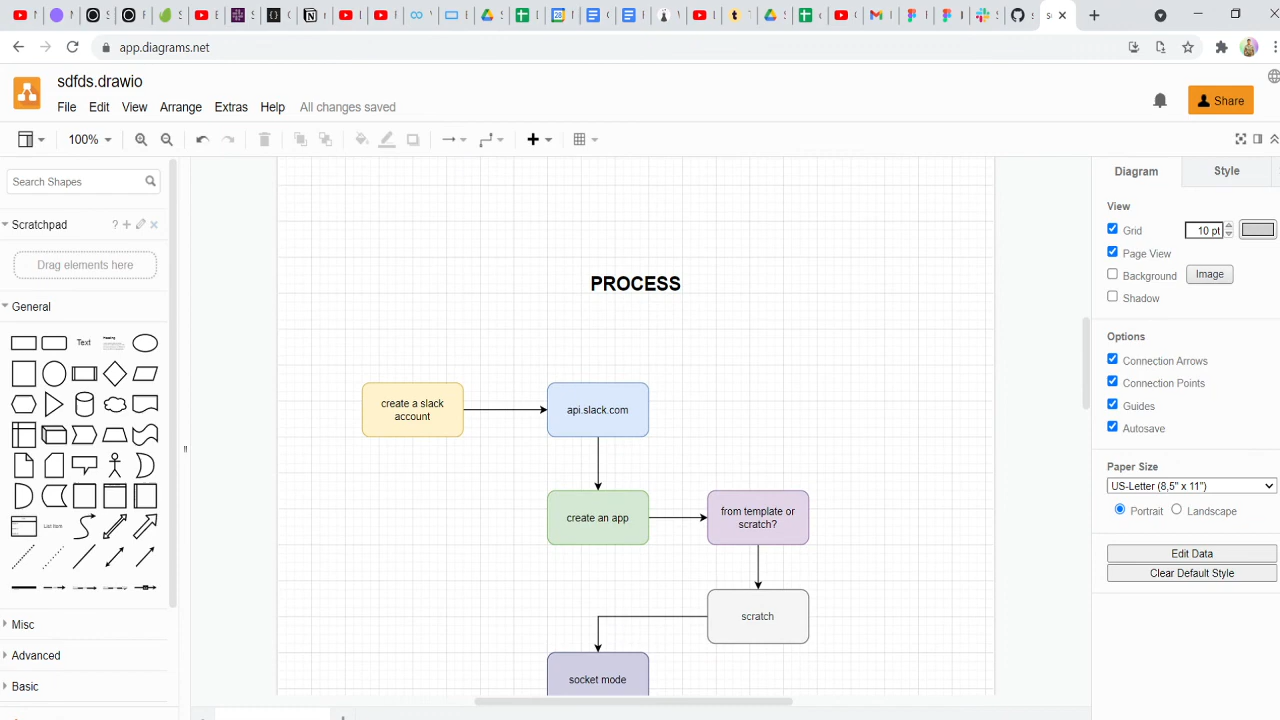 app.diagrams.net
sdfds.drawio
File Edit View Arrange Extras Help All changes saved
Share
100%
Search Shapes
Scratchpad
Drag elements here
General
Text
Heading
List Item
Misc
Advanced
Basic
PROCESS
create a slack
account
api.slack.com
create an app
from template or
scratch?
scratch
socket mode
Diagram Style
View
Grid 10 pt
Page View
Background Image
Shadow
Options
Connection Arrows
Connection Points
Guides
Autosave
Paper Size
US-Letter (8,5" x 11")
Portrait Landscape
Edit Data
Clear Default Style